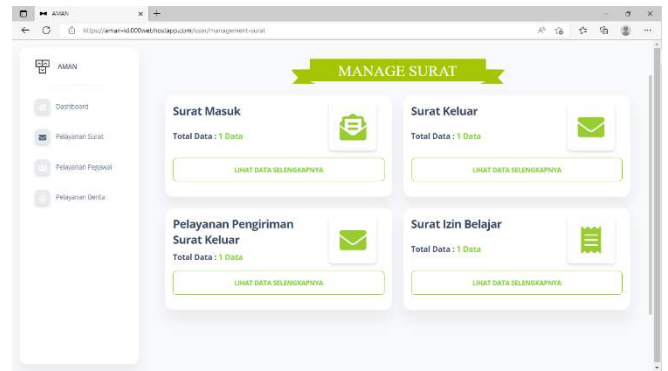 AMAN
https://aman-id.000webhostapp.com/user/management-surat
AMAN
MANAGE SURAT
Dashboard
Pelayanan Surat
Pelayanan Pegawai
Pelayanan Berita
Surat Masuk
Total Data : 1 Data
LIHAT DATA SELENGKAPNYA
Surat Keluar
Total Data : 1 Data
LIHAT DATA SELENGKAPNYA
Pelayanan Pengiriman
Surat Keluar
Total Data : 1 Data
LIHAT DATA SELENGKAPNYA
Surat Izin Belajar
Total Data : 1 Data
LIHAT DATA SELENGKAPNYA